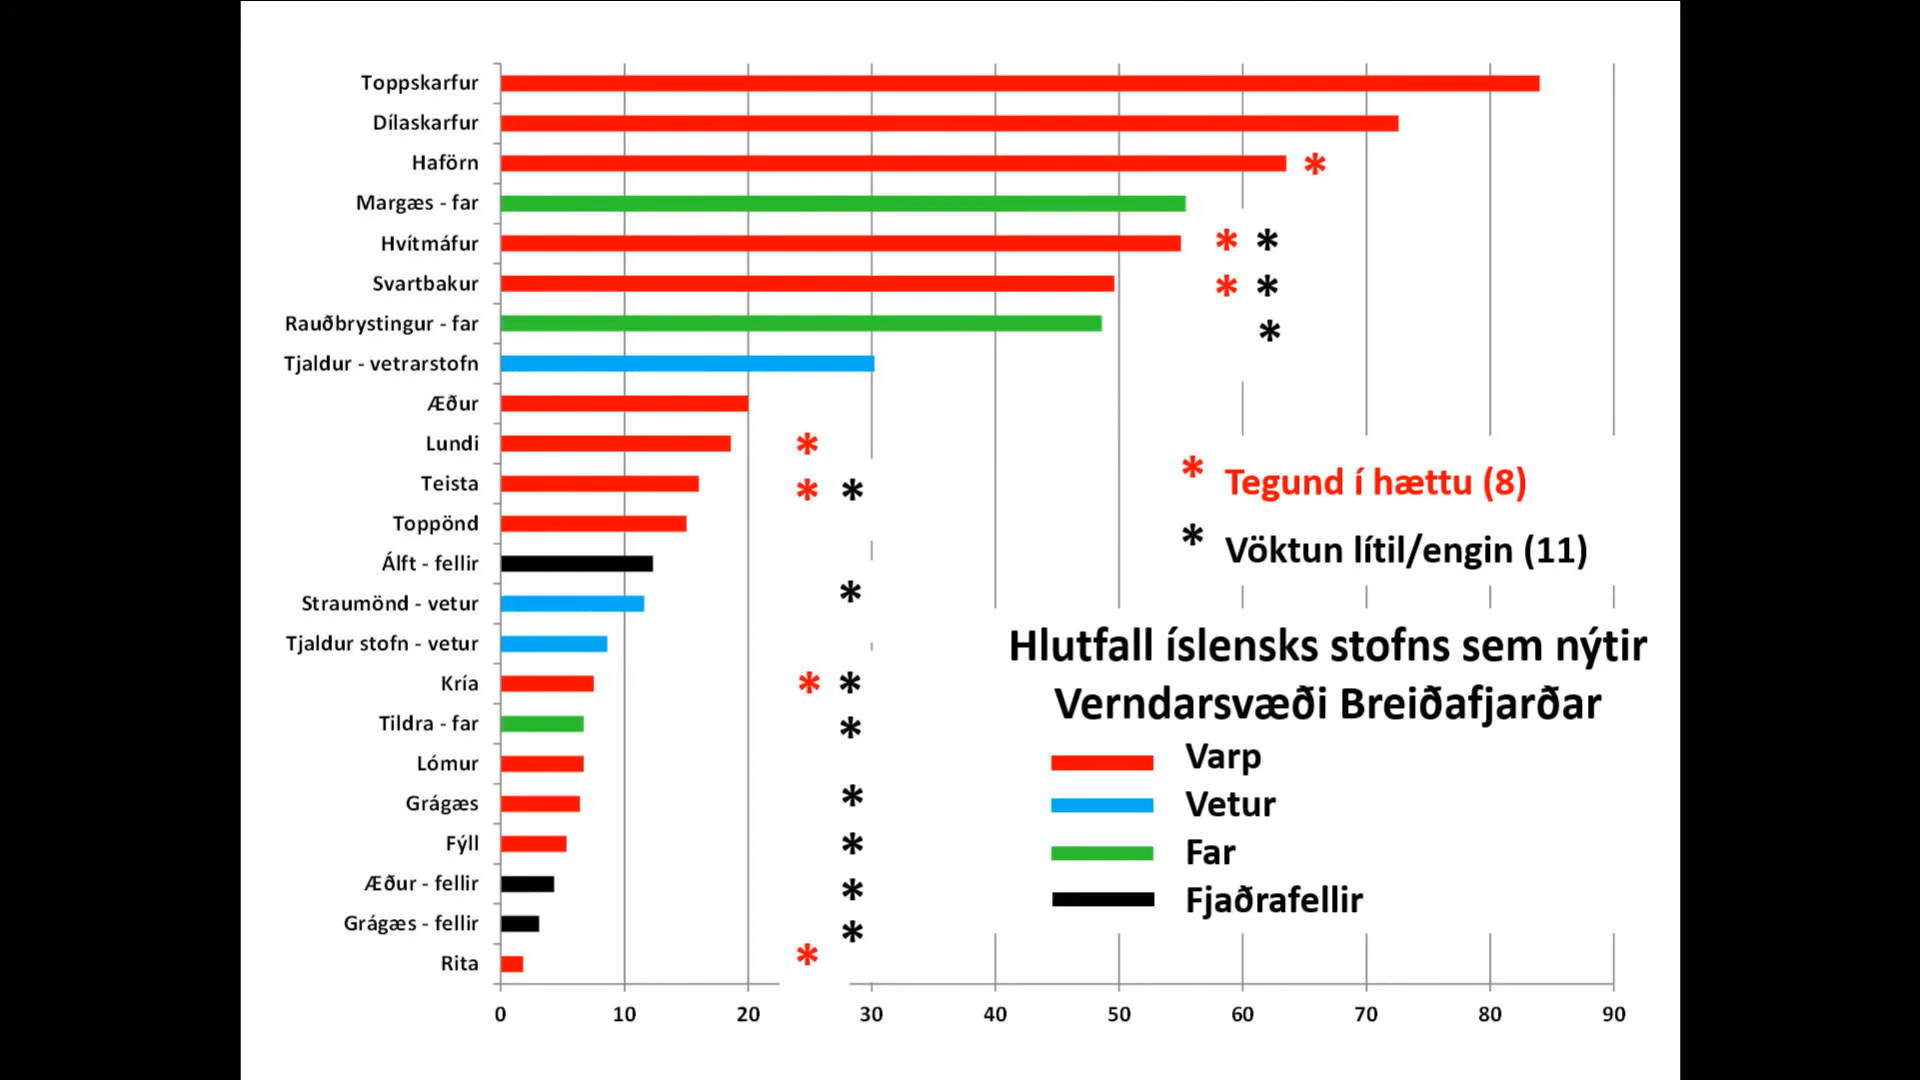 Toppskarfur
Dílaskarfur
Haförn
*
Margæs - far
Hvítmáfur
* *
Svartbakur
* *
Rauðbrystingur - far
*
Tjaldur - vetrarstofn
Æður
Lundi
*
Teista
* *
Toppönd
Álft - fellir
Straumönd - vetur
*
Tjaldur stofn - vetur
Kría
* *
Tildra - far
*
Lómur
Grágæs
*
Fýll
*
Æður - fellir
*
Grágæs - fellir
*
Rita
*
0 10 20 30 40 50 60 70 80 90
* Tegund í hættu (8)
* Vöktun lítil/engin (11)
Hlutfall íslensks stofns sem nýtir
Verndarsvæði Breiðafjarðar
Varp
Vetur
Far
Fjaðrafellir